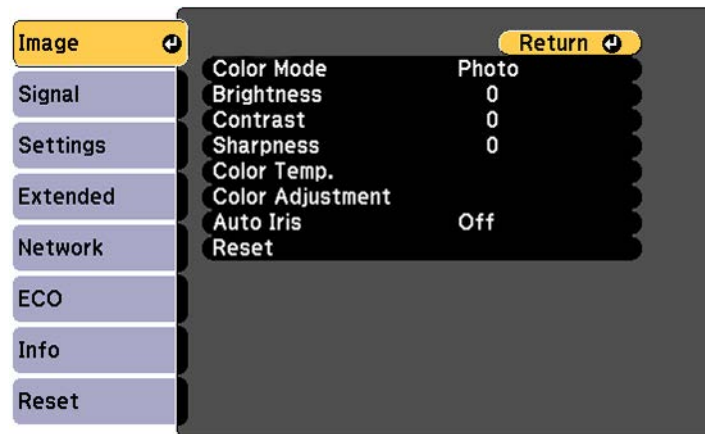 Image
Signal
Settings
Extended
Network
ECO
Info
Reset
Return
Color Mode Photo
Brightness 0
Contrast 0
Sharpness 0
Color Temp.
Color Adjustment
Auto Iris Off
Reset